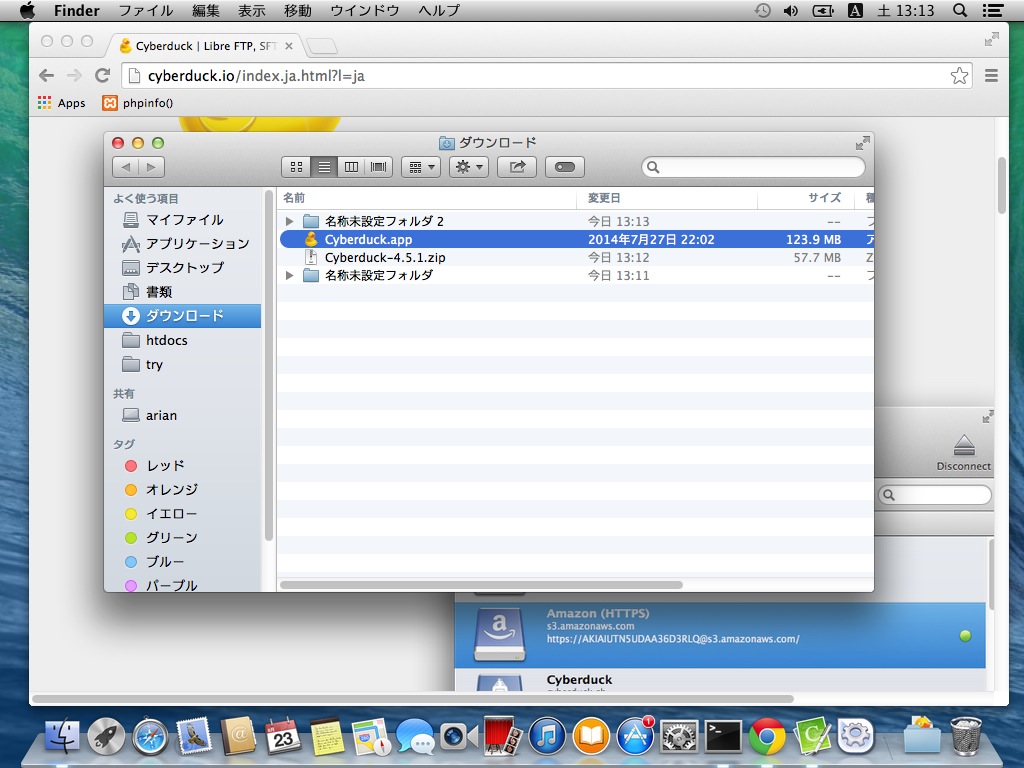 Finder ファイル 編集 表示 移動 ウインドウ ヘルプ
A 土 13:13
Cyberduck | Libre FTP, SFT
cyberduck.io/index.ja.html?l=ja
Apps phpinfo()
ダウンロード
よく使う項目
マイファイル
アプリケーション
デスクトップ
書類
ダウンロード
htdocs
try
共有
arian
タグ
レッド
オレンジ
イエロー
グリーン
ブルー
パープル
名前 変更日 サイズ 種
名称未設定フォルダ 2 今日 13:13 -- フ
Cyberduck.app 2014年7月27日 22:02 123.9 MB ア
Cyberduck-4.5.1.zip 今日 13:12 57.7 MB Z
名称未設定フォルダ 今日 13:11 -- フ
Disconnect
Amazon (HTTPS)
s3.amazonaws.com
https://AKIAIUTN5UDAA36D3RLQ@s3.amazonaws.com/
Cyberduck
23
1